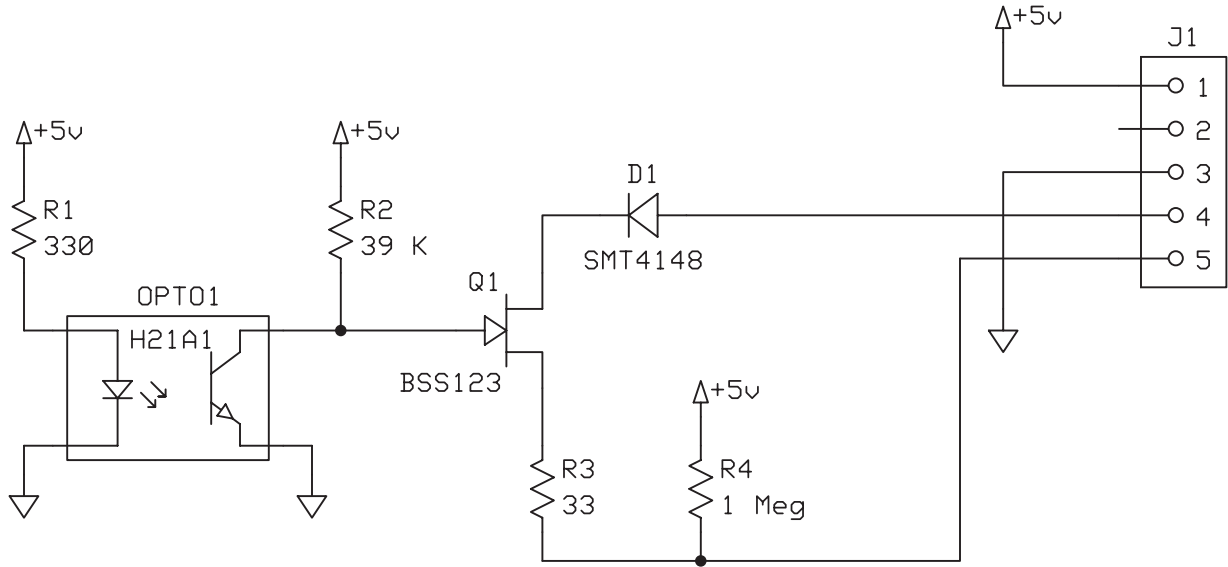 +5v
J1
1
2
3
4
5
+5v
+5v
R1
330
R2
39 K
D1
SMT4148
OPTO1
H21A1
Q1
BSS123
+5v
R3
33
R4
1 Meg